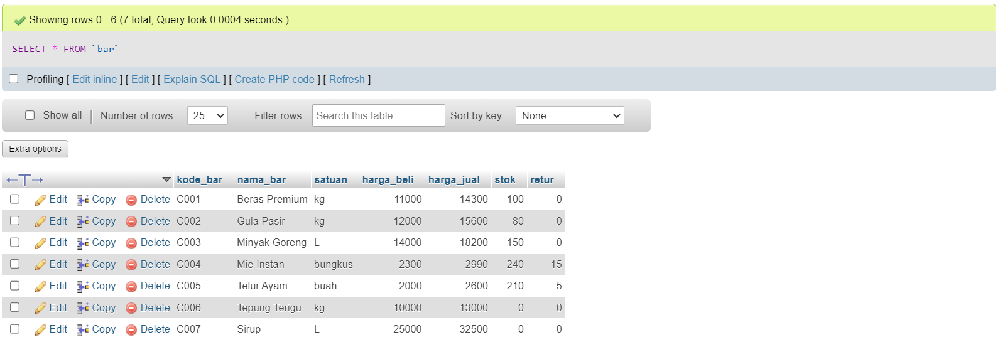 Showing rows 0 - 6 (7 total, Query took 0.0004 seconds.)
SELECT * FROM `bar`
Profiling [ Edit inline ] [ Edit ] [ Explain SQL ] [ Create PHP code ] [ Refresh ]
Show all Number of rows: 25 Filter rows: Search this table Sort by key: None
Extra options
kode_bar nama_bar satuan harga_beli harga_jual stok retur
Edit Copy Delete C001 Beras Premium kg 11000 14300 100 0
Edit Copy Delete C002 Gula Pasir kg 12000 15600 80 0
Edit Copy Delete C003 Minyak Goreng L 14000 18200 150 0
Edit Copy Delete C004 Mie Instan bungkus 2300 2990 240 15
Edit Copy Delete C005 Telur Ayam buah 2000 2600 210 5
Edit Copy Delete C006 Tepung Terigu kg 10000 13000 0 0
Edit Copy Delete C007 Sirup L 25000 32500 0 0